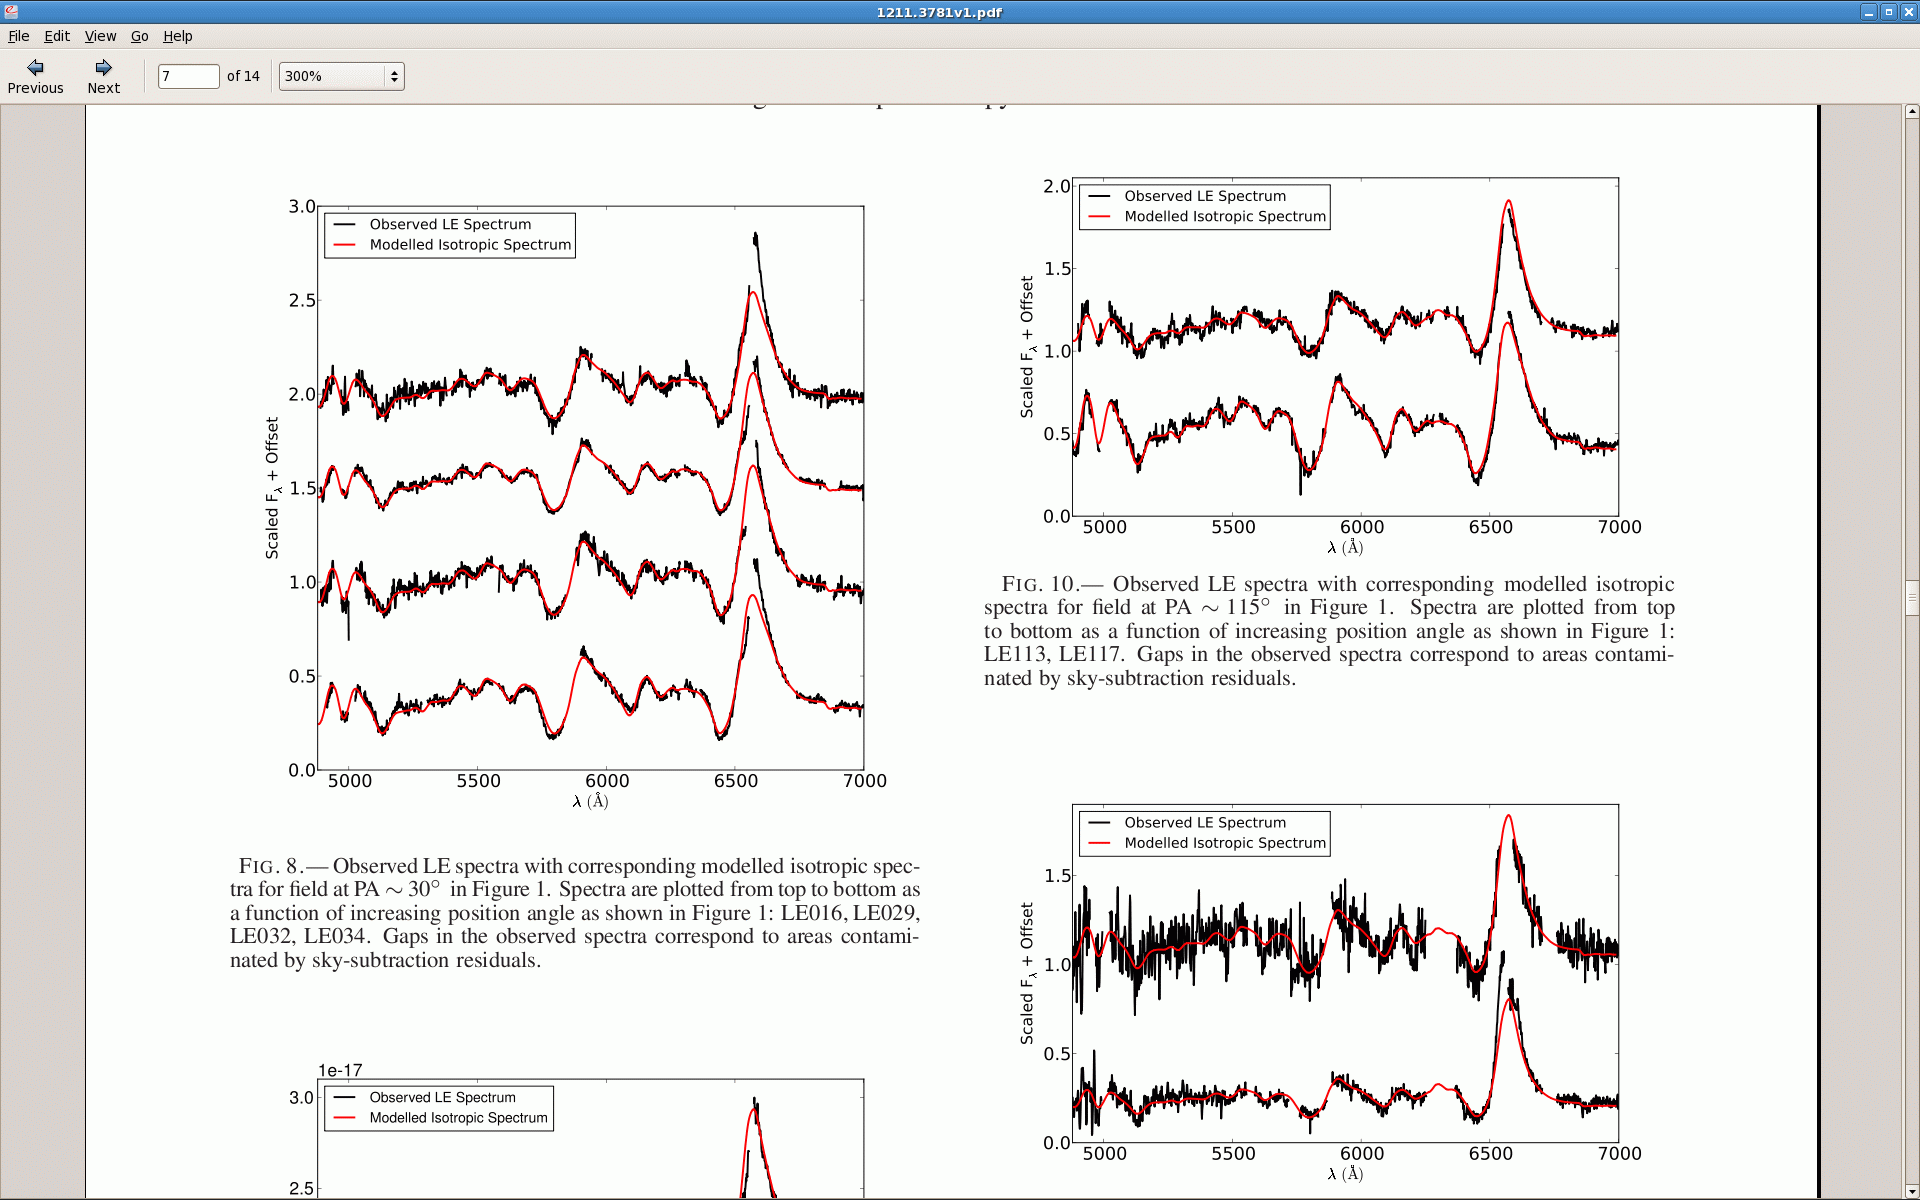 1211.3781v1.pdf
File Edit View Go Help
Previous Next 7 of 14 300%
3.0
2.5
2.0
1.5
1.0
0.5
0.0
Scaled Fλ + Offset
Observed LE Spectrum
Modelled Isotropic Spectrum
5000 5500 6000 6500 7000
λ (Å)
FIG. 8.— Observed LE spectra with corresponding modelled isotropic spec-
tra for field at PA ∼ 30° in Figure 1. Spectra are plotted from top to bottom as
a function of increasing position angle as shown in Figure 1: LE016, LE029,
LE032, LE034. Gaps in the observed spectra correspond to areas contami-
nated by sky-subtraction residuals.
1e-17
3.0
2.5
Observed LE Spectrum
Modelled Isotropic Spectrum
2.0
1.5
1.0
0.5
0.0
Scaled Fλ + Offset
Observed LE Spectrum
Modelled Isotropic Spectrum
5000 5500 6000 6500 7000
λ (Å)
FIG. 10.— Observed LE spectra with corresponding modelled isotropic
spectra for field at PA ∼ 115° in Figure 1. Spectra are plotted from top
to bottom as a function of increasing position angle as shown in Figure 1:
LE113, LE117. Gaps in the observed spectra correspond to areas contami-
nated by sky-subtraction residuals.
1.5
1.0
0.5
0.0
Scaled Fλ + Offset
Observed LE Spectrum
Modelled Isotropic Spectrum
5000 5500 6000 6500 7000
λ (Å)